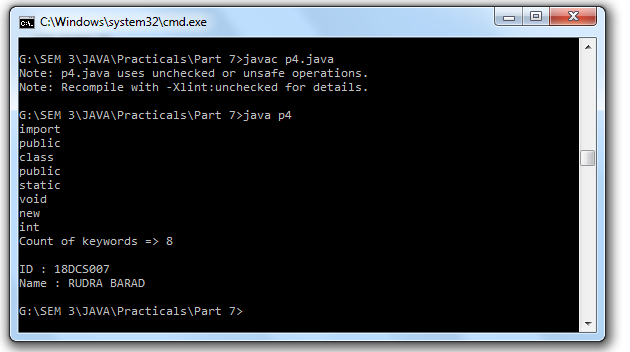 C:\Windows\system32\cmd.exe
G:\SEM 3\JAVA\Practicals\Part 7>javac p4.java
Note: p4.java uses unchecked or unsafe operations.
Note: Recompile with -Xlint:unchecked for details.
G:\SEM 3\JAVA\Practicals\Part 7>java p4
import
public
class
public
static
void
new
int
Count of keywords => 8
ID : 18DCS007
Name : RUDRA BARAD
G:\SEM 3\JAVA\Practicals\Part 7>